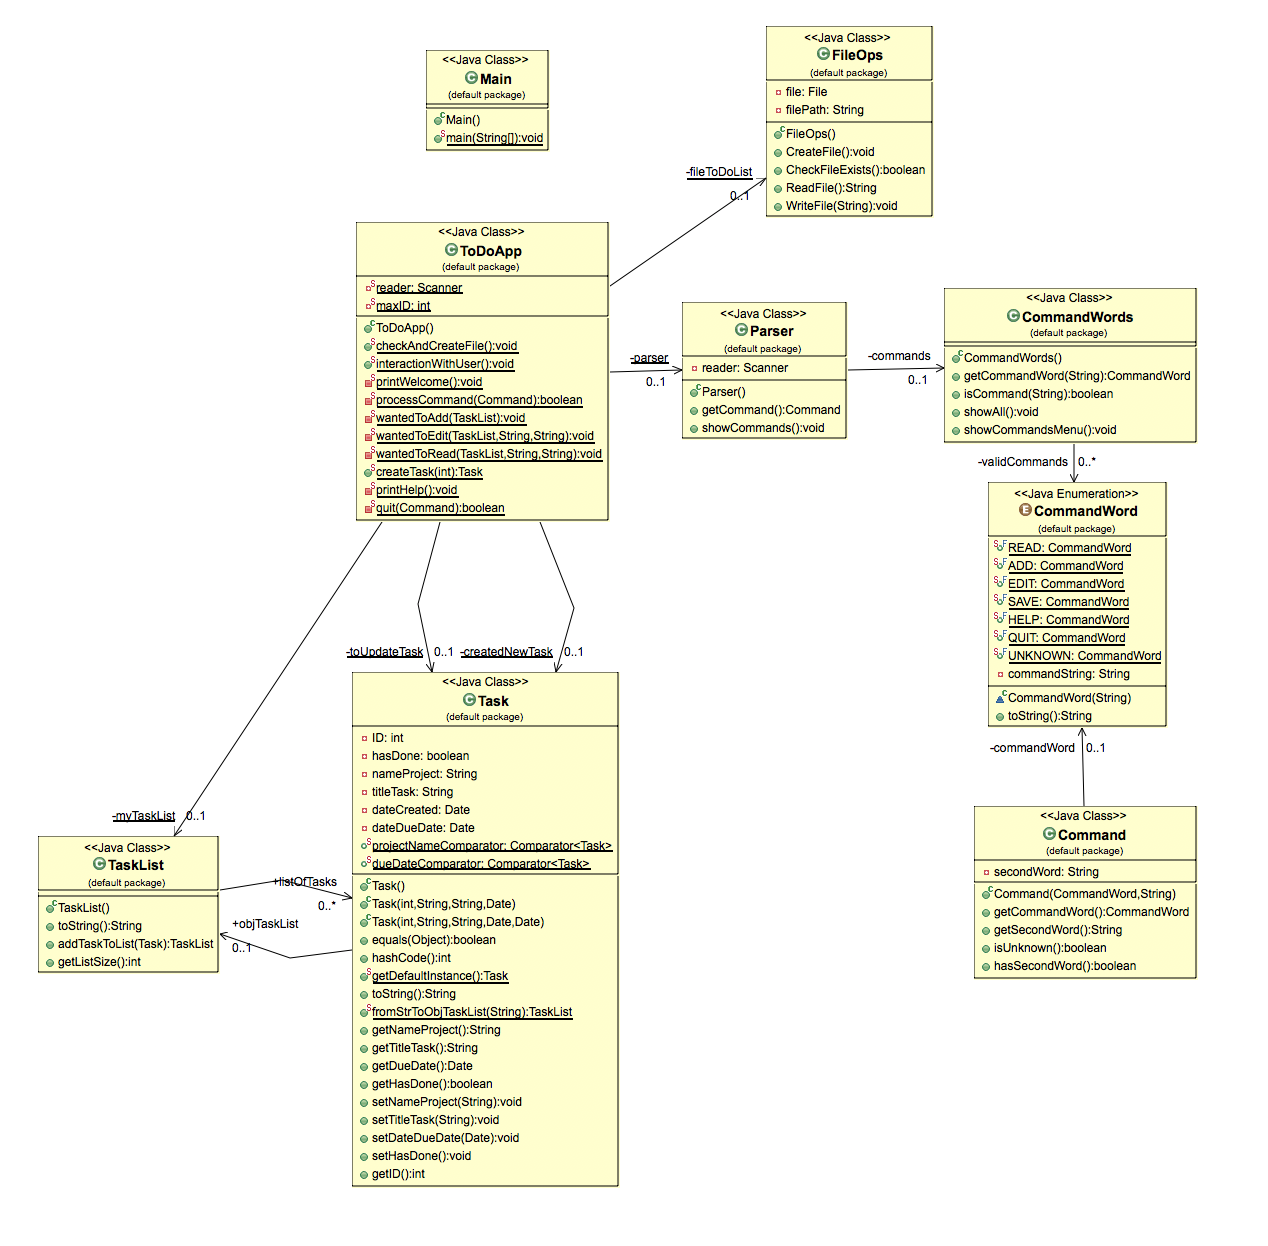 <<Java Class>>
Main
(default package)
Main()
main(String[]):void
<<Java Class>>
FileOps
(default package)
file: File
filePath: String
FileOps()
CreateFile():void
CheckFileExists():boolean
ReadFile():String
WriteFile(String):void
-fileToDoList
0..1
<<Java Class>>
ToDoApp
(default package)
reader: Scanner
maxID: int
ToDoApp()
checkAndCreateFile():void
interactionWithUser():void
printWelcome():void
processCommand(Command):boolean
wantedToAdd(TaskList):void
wantedToEdit(TaskList,String,String):void
wantedToRead(TaskList,String,String):void
createTask(int):Task
printHelp():void
quit(Command):boolean
-parser
0..1
<<Java Class>>
Parser
(default package)
reader: Scanner
Parser()
getCommand():Command
showCommands():void
-commands
0..1
<<Java Class>>
CommandWords
(default package)
CommandWords()
getCommandWord(String):CommandWord
isCommand(String):boolean
showAll():void
showCommandsMenu():void
-validCommands
0..*
<<Java Enumeration>>
CommandWord
(default package)
READ: CommandWord
ADD: CommandWord
EDIT: CommandWord
SAVE: CommandWord
HELP: CommandWord
QUIT: CommandWord
UNKNOWN: CommandWord
commandString: String
CommandWord(String)
toString():String
-commandWord
0..1
<<Java Class>>
Command
(default package)
secondWord: String
Command(CommandWord,String)
getCommandWord():CommandWord
getSecondWord():String
isUnknown():boolean
hasSecondWord():boolean
-toUpdateTask
0..1
-createdNewTask
0..1
<<Java Class>>
Task
(default package)
ID: int
hasDone: boolean
nameProject: String
titleTask: String
dateCreated: Date
dateDueDate: Date
projectNameComparator: Comparator<Task>
dueDateComparator: Comparator<Task>
Task()
Task(int,String,String,Date)
Task(int,String,String,Date,Date)
equals(Object):boolean
hashCode():int
getDefaultInstance():Task
toString():String
fromStrToObjTaskList(String):TaskList
getNameProject():String
getTitleTask():String
getDueDate():Date
getHasDone():boolean
setNameProject(String):void
setTitleTask(String):void
setDateDueDate(Date):void
setHasDone():void
getID():int
-myTaskList
0..1
<<Java Class>>
TaskList
(default package)
TaskList()
toString():String
addTaskToList(Task):TaskList
getListSize():int
+listOfTasks
0..*
+objTaskList
0..1